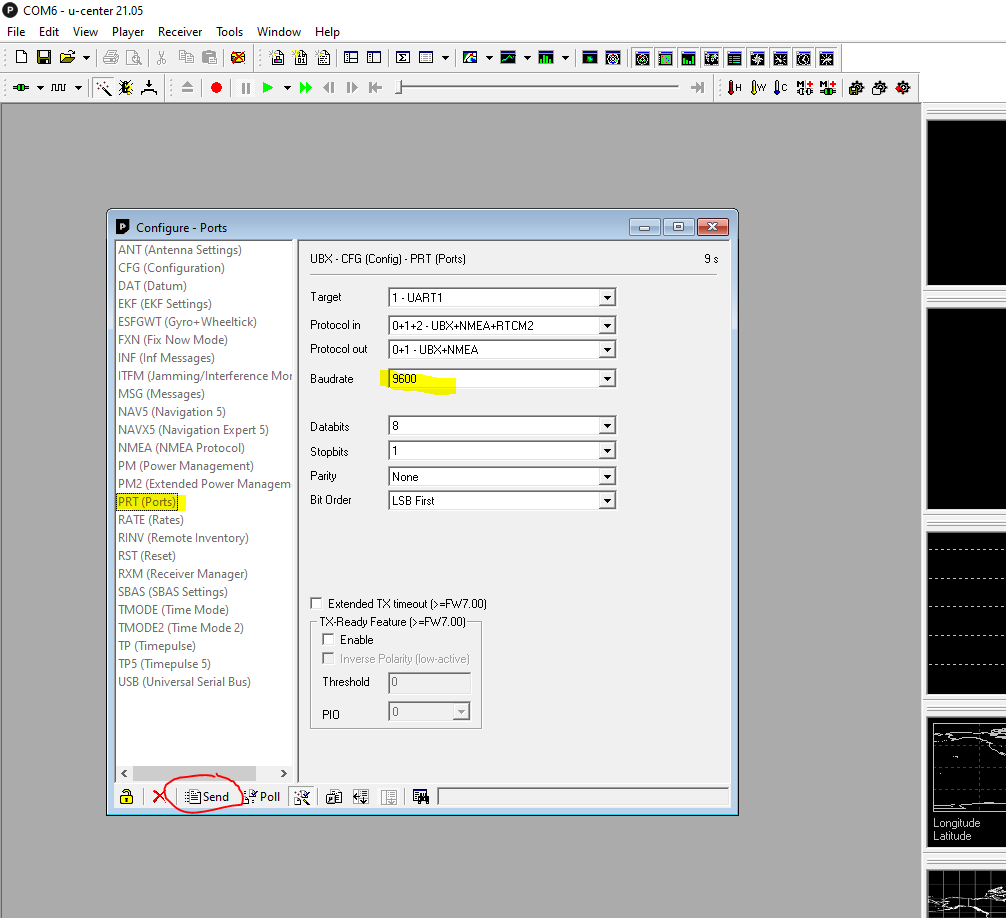 COM6 - u-center 21.05
File Edit View Player Receiver Tools Window Help
H W C
Configure - Ports
ANT (Antenna Settings)
CFG (Configuration)
DAT (Datum)
EKF (EKF Settings)
ESFGWT (Gyro+Wheeltick)
FXN (Fix Now Mode)
INF (Inf Messages)
ITFM (Jamming/Interference Mor
MSG (Messages)
NAV5 (Navigation 5)
NAVX5 (Navigation Expert 5)
NMEA (NMEA Protocol)
PM (Power Management)
PM2 (Extended Power Managem
PRT (Ports)
RATE (Rates)
RINV (Remote Inventory)
RST (Reset)
RXM (Receiver Manager)
SBAS (SBAS Settings)
TMODE (Time Mode)
TMODE2 (Time Mode 2)
TP (Timepulse)
TP5 (Timepulse 5)
USB (Universal Serial Bus)
UBX - CFG (Config) - PRT (Ports) 9 s
Target 1 - UART1
Protocol in 0+1+2 - UBX+NMEA+RTCM2
Protocol out 0+1 - UBX+NMEA
Baudrate 9600
Databits 8
Stopbits 1
Parity None
Bit Order LSB First
Extended TX timeout (>=FW7.00)
TX-Ready Feature (>=FW7.00)
Enable
Inverse Polarity (low-active)
Threshold 0
PIO 0
Send Poll
Longitude
Latitude